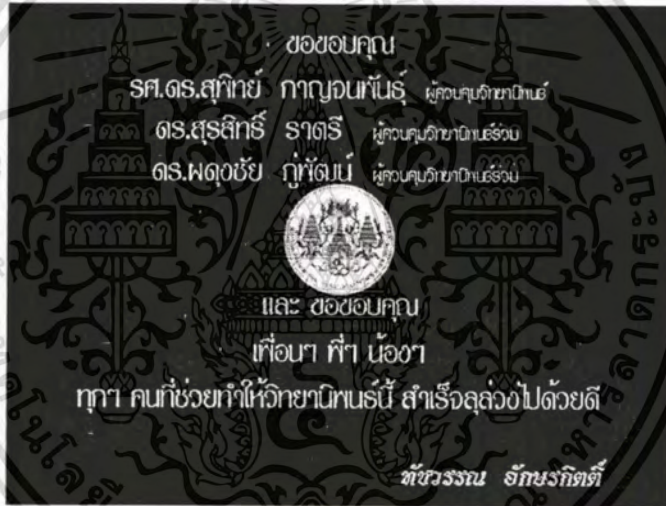 ขอขอบคุณ
รศ.ดร.สุพิทย์ กาญจนพันธุ์ ผู้ควบคุมวิทยานิพนธ์
ดร.สุรสิทธิ์ ราตรี ผู้ควบคุมวิทยานิพนธ์ร่วม
ดร.ผดุงชัย ภู่พัฒน์ ผู้ควบคุมวิทยานิพนธ์ร่วม
และ ขอขอบคุณ
เพื่อนๆ พี่ๆ น้องๆ
ทุกๆ คนที่ช่วยทำให้วิทยานิพนธ์นี้ สำเร็จลุล่วงไปด้วยดี
ทัชวรรณ อักษรกิตติ์